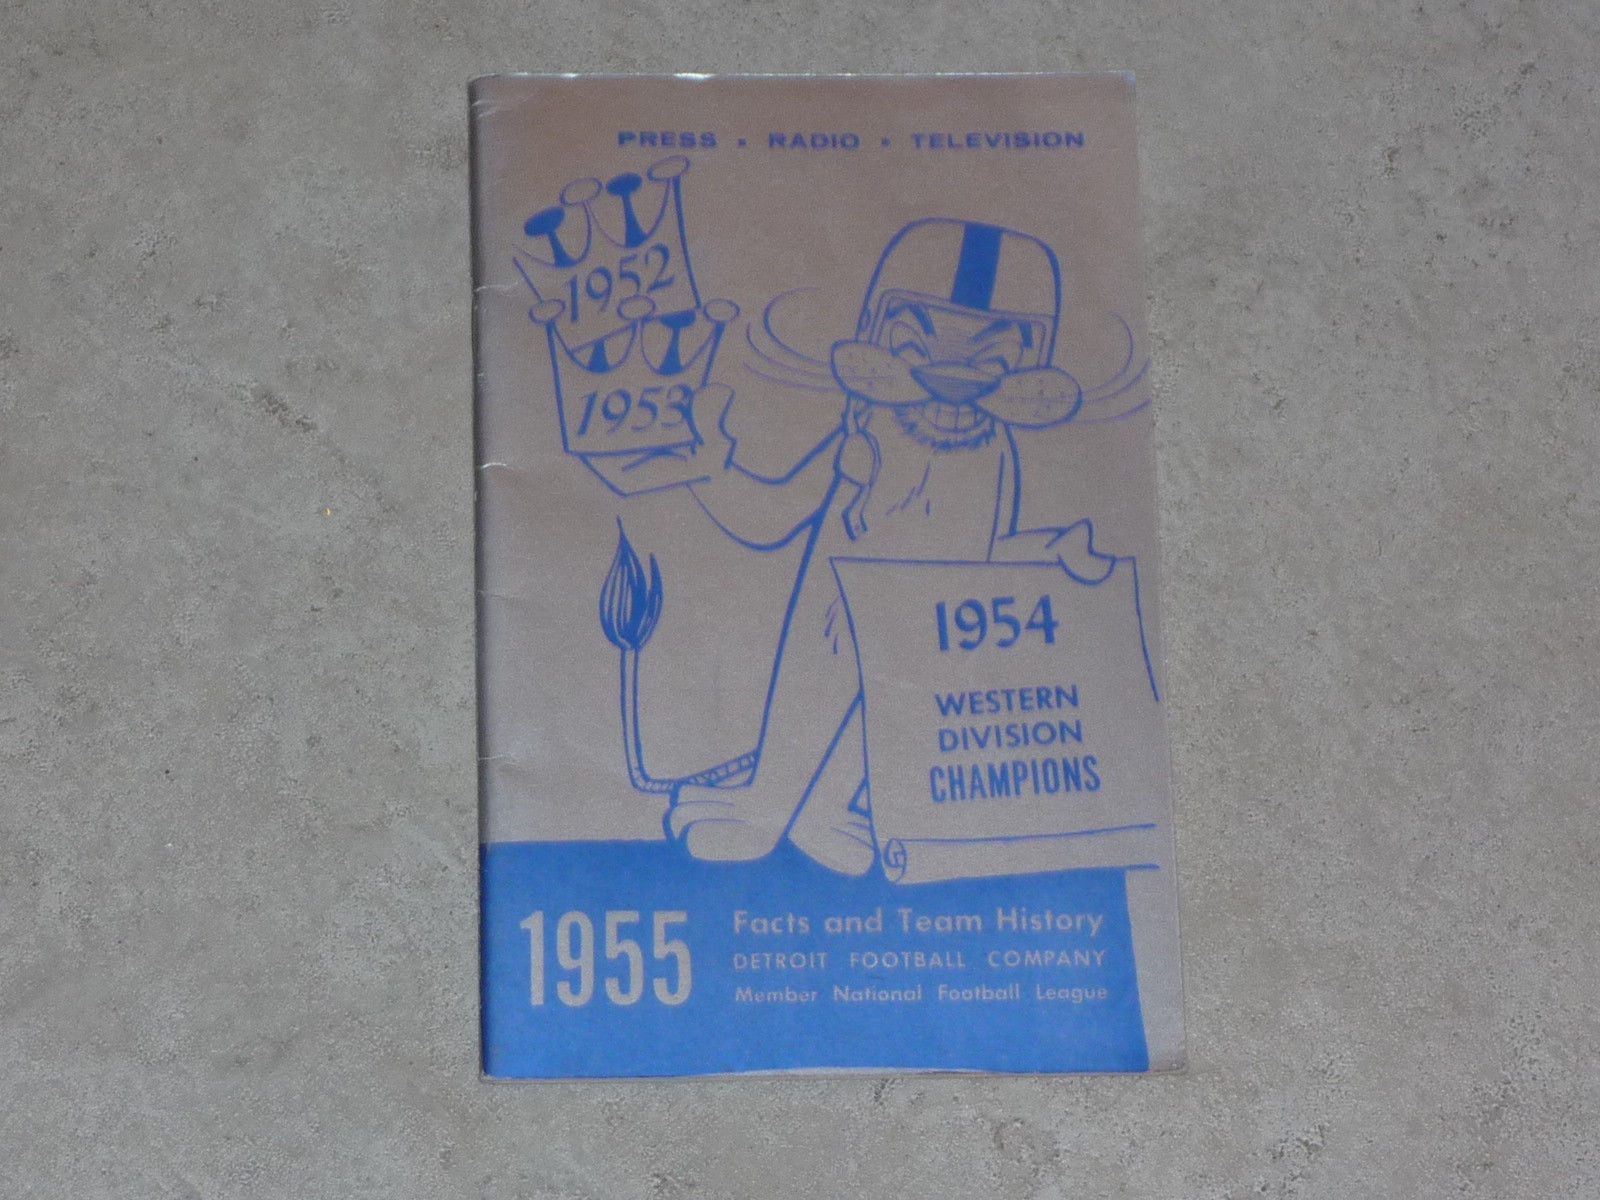 PRESS • RADIO • TELEVISION
1952
1953
1954
WESTERN
DIVISION
CHAMPIONS
1955
Facts and Team History
DETROIT FOOTBALL COMPANY
Member National Football League